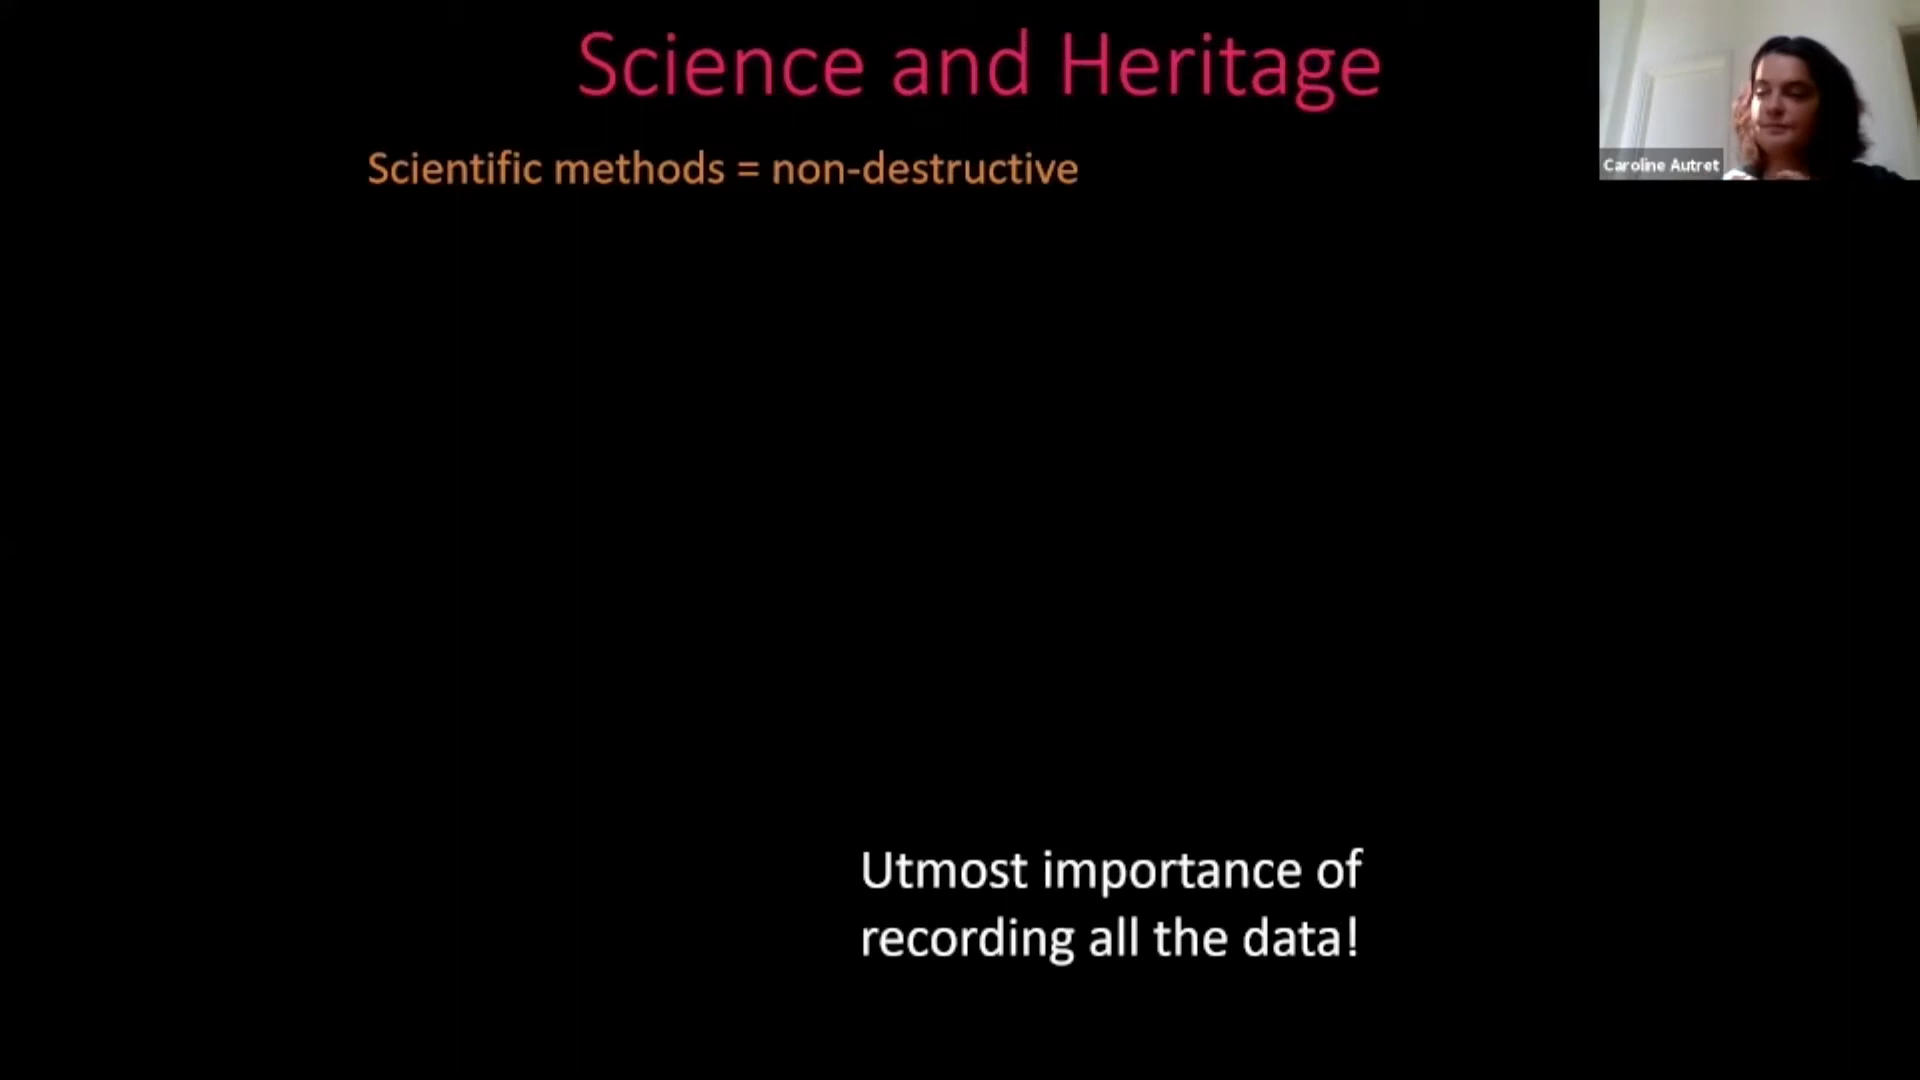 Science and Heritage
Scientific methods = non-destructive
Caroline Autret
Utmost importance of
recording all the data!